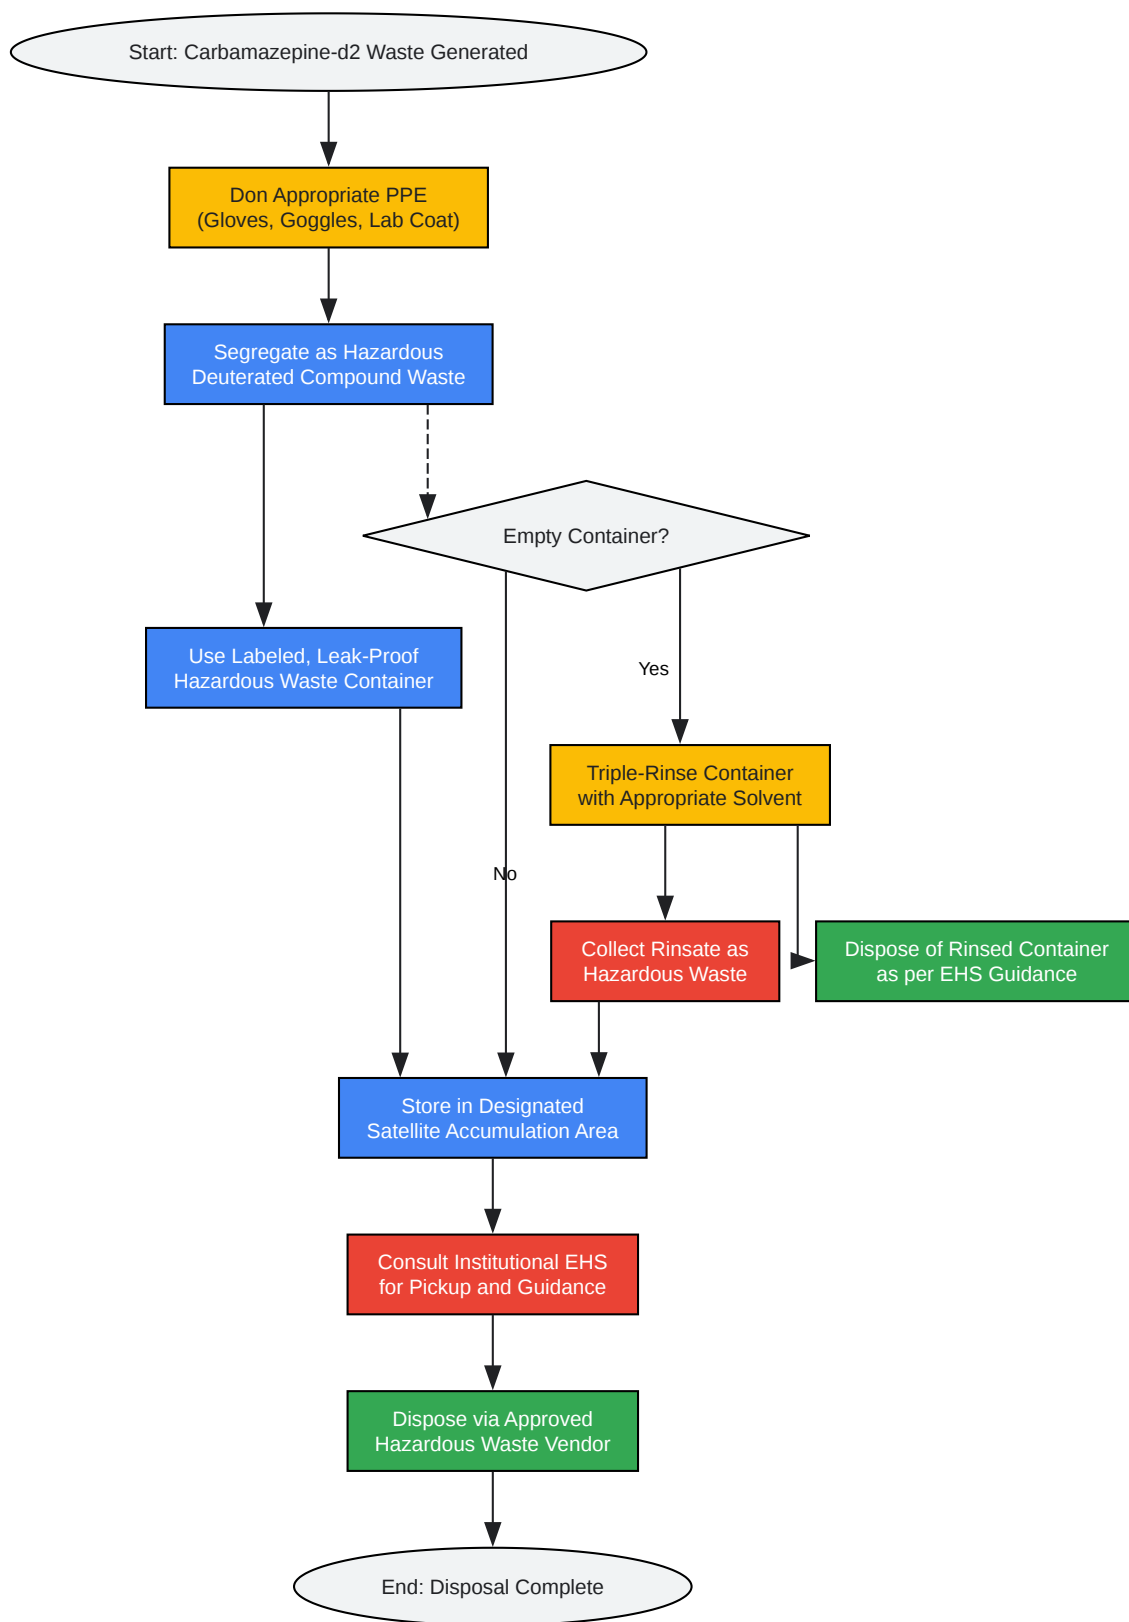 Start: Carbamazepine-d2 Waste Generated
Don Appropriate PPE
(Gloves, Goggles, Lab Coat)
Segregate as Hazardous
Deuterated Compound Waste
Empty Container?
Use Labeled, Leak-Proof
Hazardous Waste Container
Yes
Triple-Rinse Container
with Appropriate Solvent
No
Collect Rinsate as
Hazardous Waste
Dispose of Rinsed Container
as per EHS Guidance
Store in Designated
Satellite Accumulation Area
Consult Institutional EHS
for Pickup and Guidance
Dispose via Approved
Hazardous Waste Vendor
End: Disposal Complete